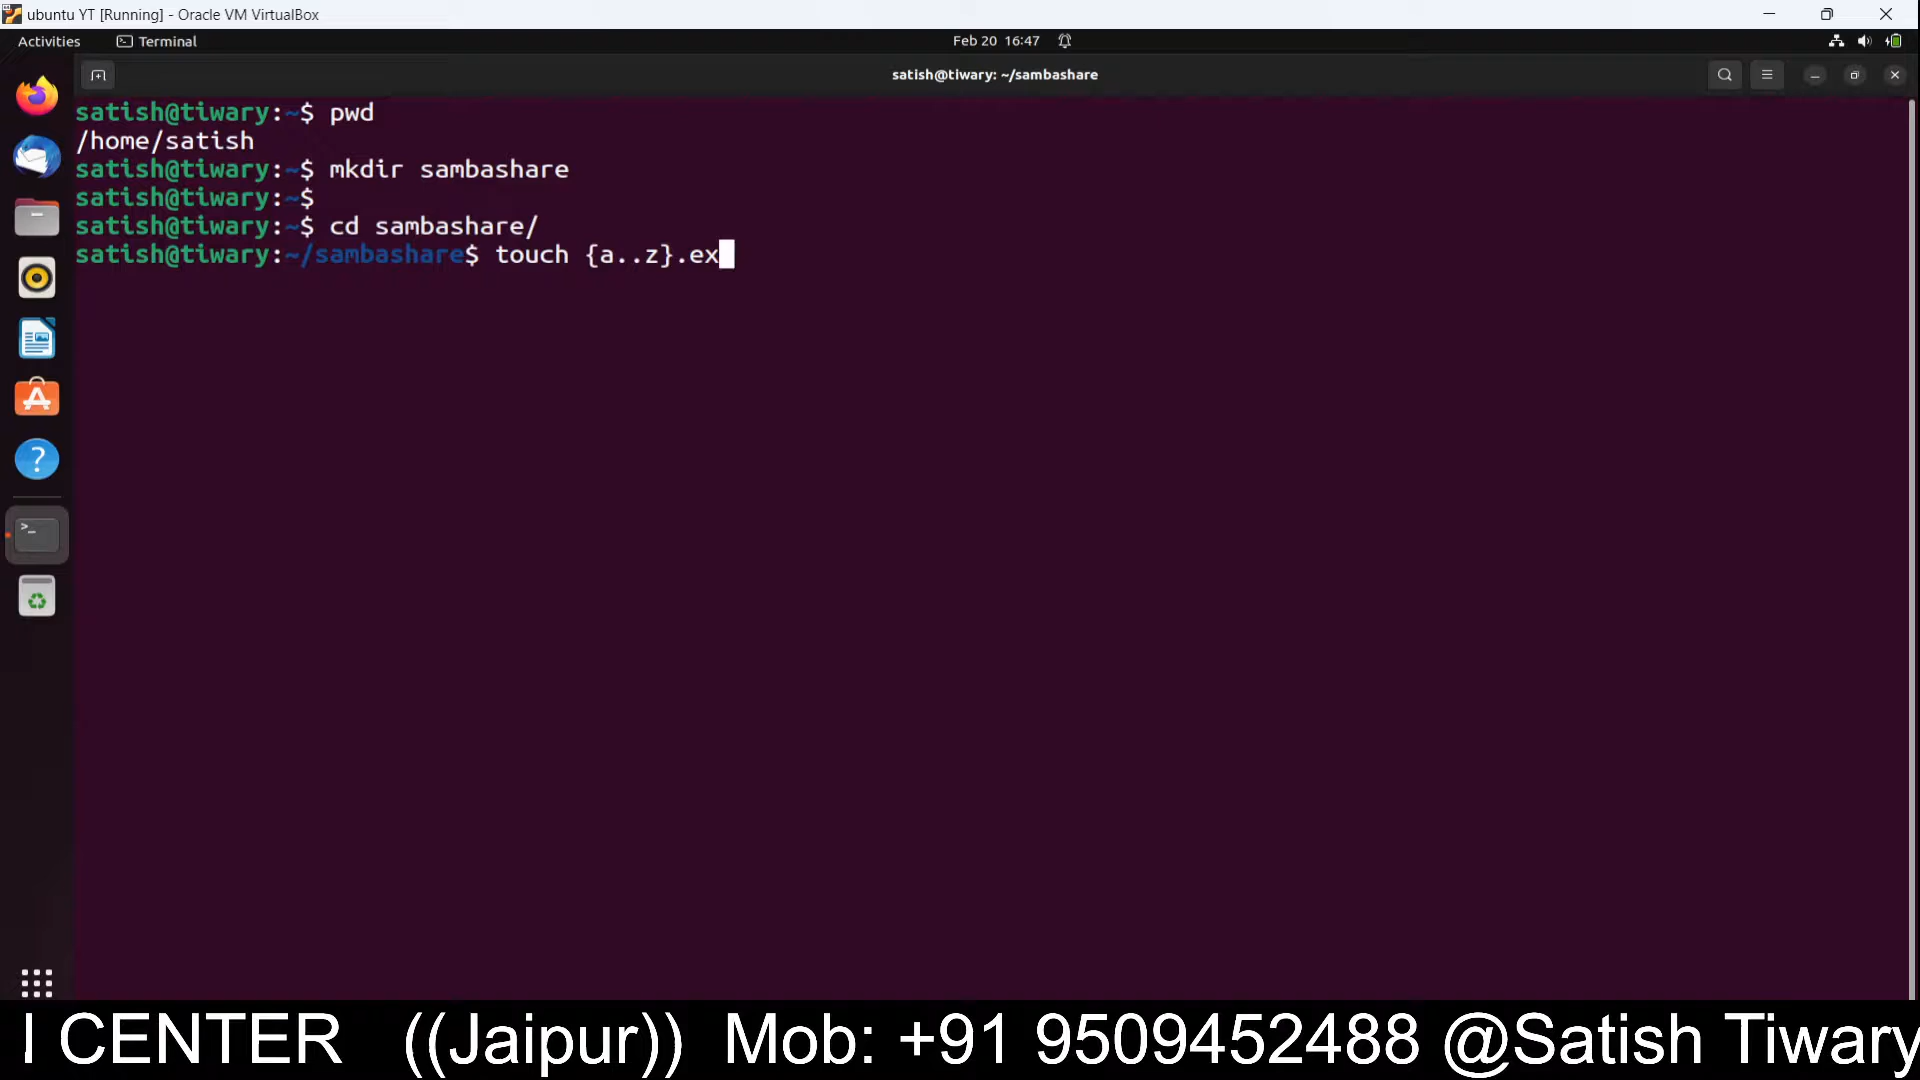 ubuntu YT [Running] - Oracle VM VirtualBox
Activities Terminal Feb 20 16:47
satish@tiwary: ~/sambashare
satish@tiwary:~$ pwd
/home/satish
satish@tiwary:~$ mkdir sambashare
satish@tiwary:~$
satish@tiwary:~$ cd sambashare/
satish@tiwary:~/sambashare$ touch {a..z}.ex
CENTER ((Jaipur)) Mob: +91 9509452488 @Satish Tiwary